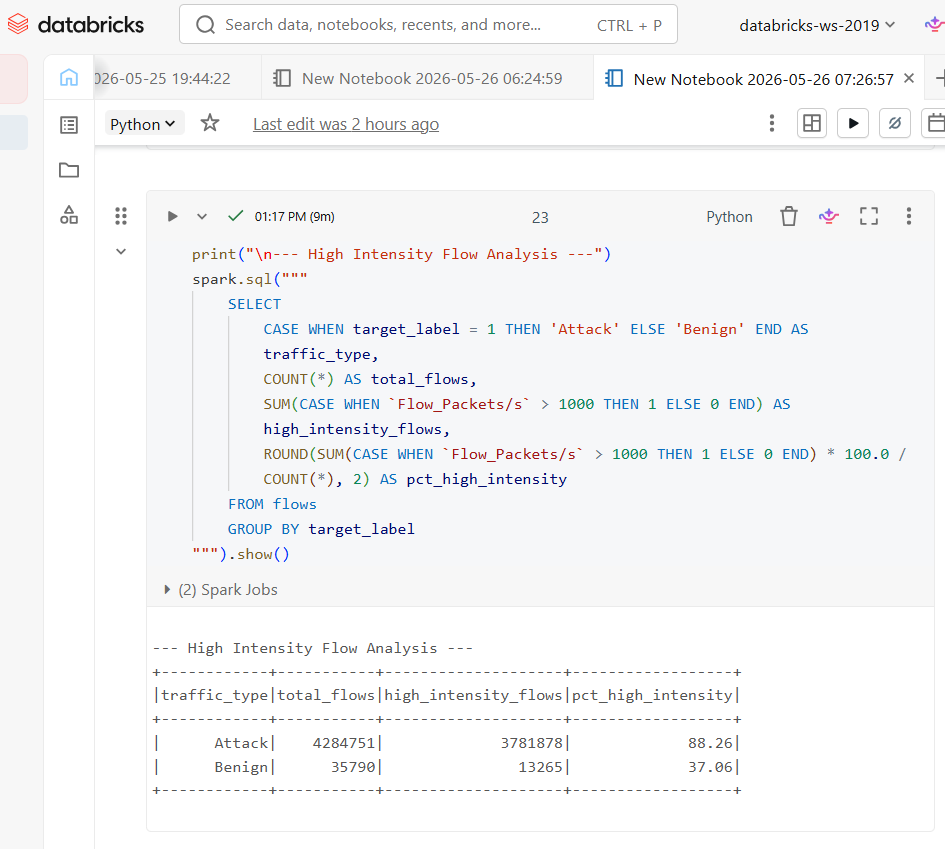 databricks
Search data, notebooks, recents, and more... CTRL + P
databricks-ws-2019
26-05-25 19:44:22
New Notebook 2026-05-26 06:24:59
New Notebook 2026-05-26 07:26:57
Python
Last edit was 2 hours ago
01:17 PM (9m)
23
Python
print("\n--- High Intensity Flow Analysis ---")
spark.sql("""
    SELECT
        CASE WHEN target_label = 1 THEN 'Attack' ELSE 'Benign' END AS
        traffic_type,
        COUNT(*) AS total_flows,
        SUM(CASE WHEN `Flow_Packets/s` > 1000 THEN 1 ELSE 0 END) AS
        high_intensity_flows,
        ROUND(SUM(CASE WHEN `Flow_Packets/s` > 1000 THEN 1 ELSE 0 END) * 100.0 /
        COUNT(*), 2) AS pct_high_intensity
    FROM flows
    GROUP BY target_label
""").show()
(2) Spark Jobs
--- High Intensity Flow Analysis ---
+------------+-----------+--------------------+------------------+
|traffic_type|total_flows|high_intensity_flows|pct_high_intensity|
+------------+-----------+--------------------+------------------+
|      Attack|    4284751|             3781878|             88.26|
|      Benign|      35790|               13265|             37.06|
+------------+-----------+--------------------+------------------+